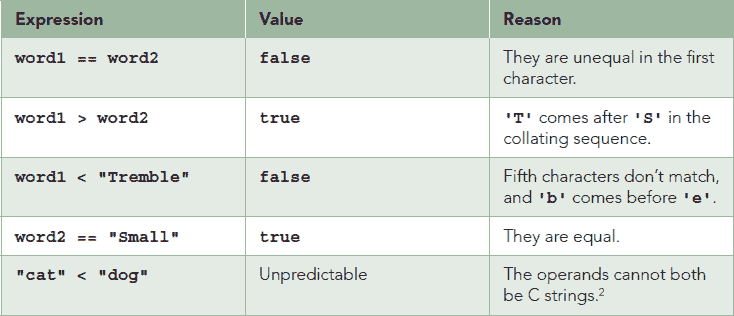 Expression Value Reason
word1 == word2 false They are unequal in the first
character.
word1 > word2 true 'T' comes after 'S' in the
collating sequence.
word1 < "Tremble" false Fifth characters don't match,
and 'b' comes before 'e'.
word2 == "Small" true They are equal.
"cat" < "dog" Unpredictable The operands cannot both
be C strings.2